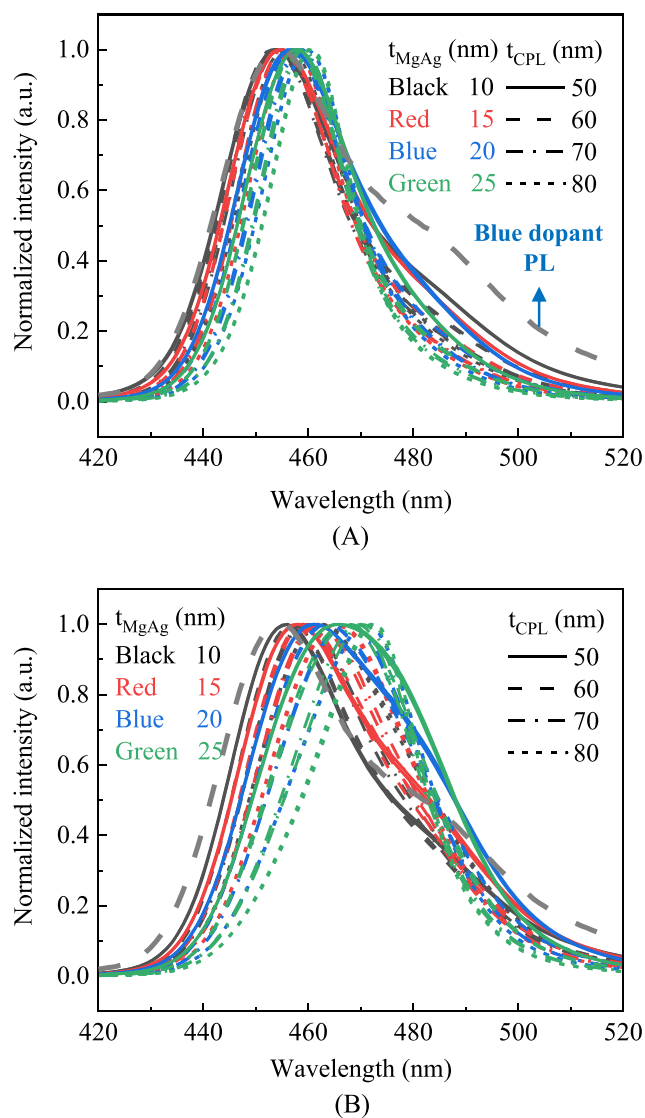 t_MgAg (nm) t_CPL (nm)
Black 10 50
Red 15 60
Blue 20 70
Green 25 80
Blue dopant
PL
Normalized intensity (a.u.)
1.0
0.8
0.6
0.4
0.2
0.0
420 440 460 480 500 520
Wavelength (nm)
(A)
t_MgAg (nm) t_CPL (nm)
Black 10 50
Red 15 60
Blue 20 70
Green 25 80
Normalized intensity (a.u.)
1.0
0.8
0.6
0.4
0.2
0.0
420 440 460 480 500 520
Wavelength (nm)
(B)